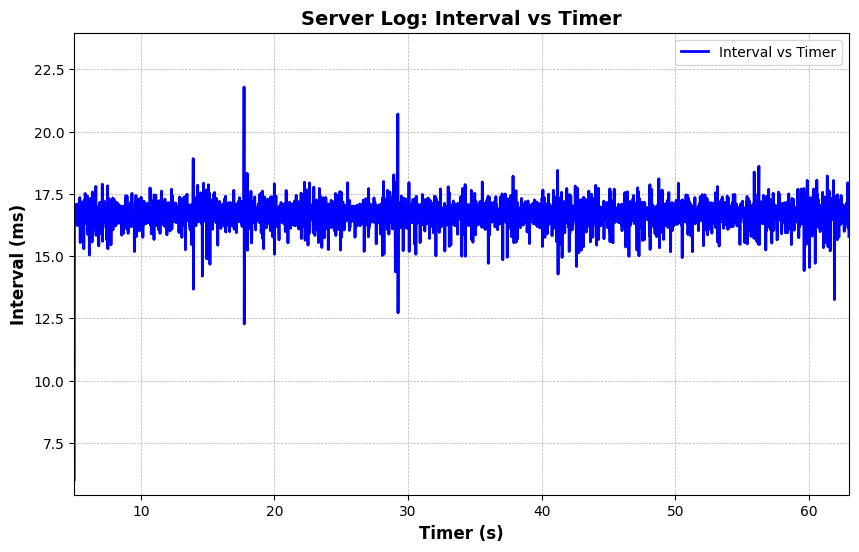 Server Log: Interval vs Timer
Interval vs Timer
22.5
20.0
17.5
15.0
12.5
10.0
7.5
Interval (ms)
10 20 30 40 50 60
Timer (s)